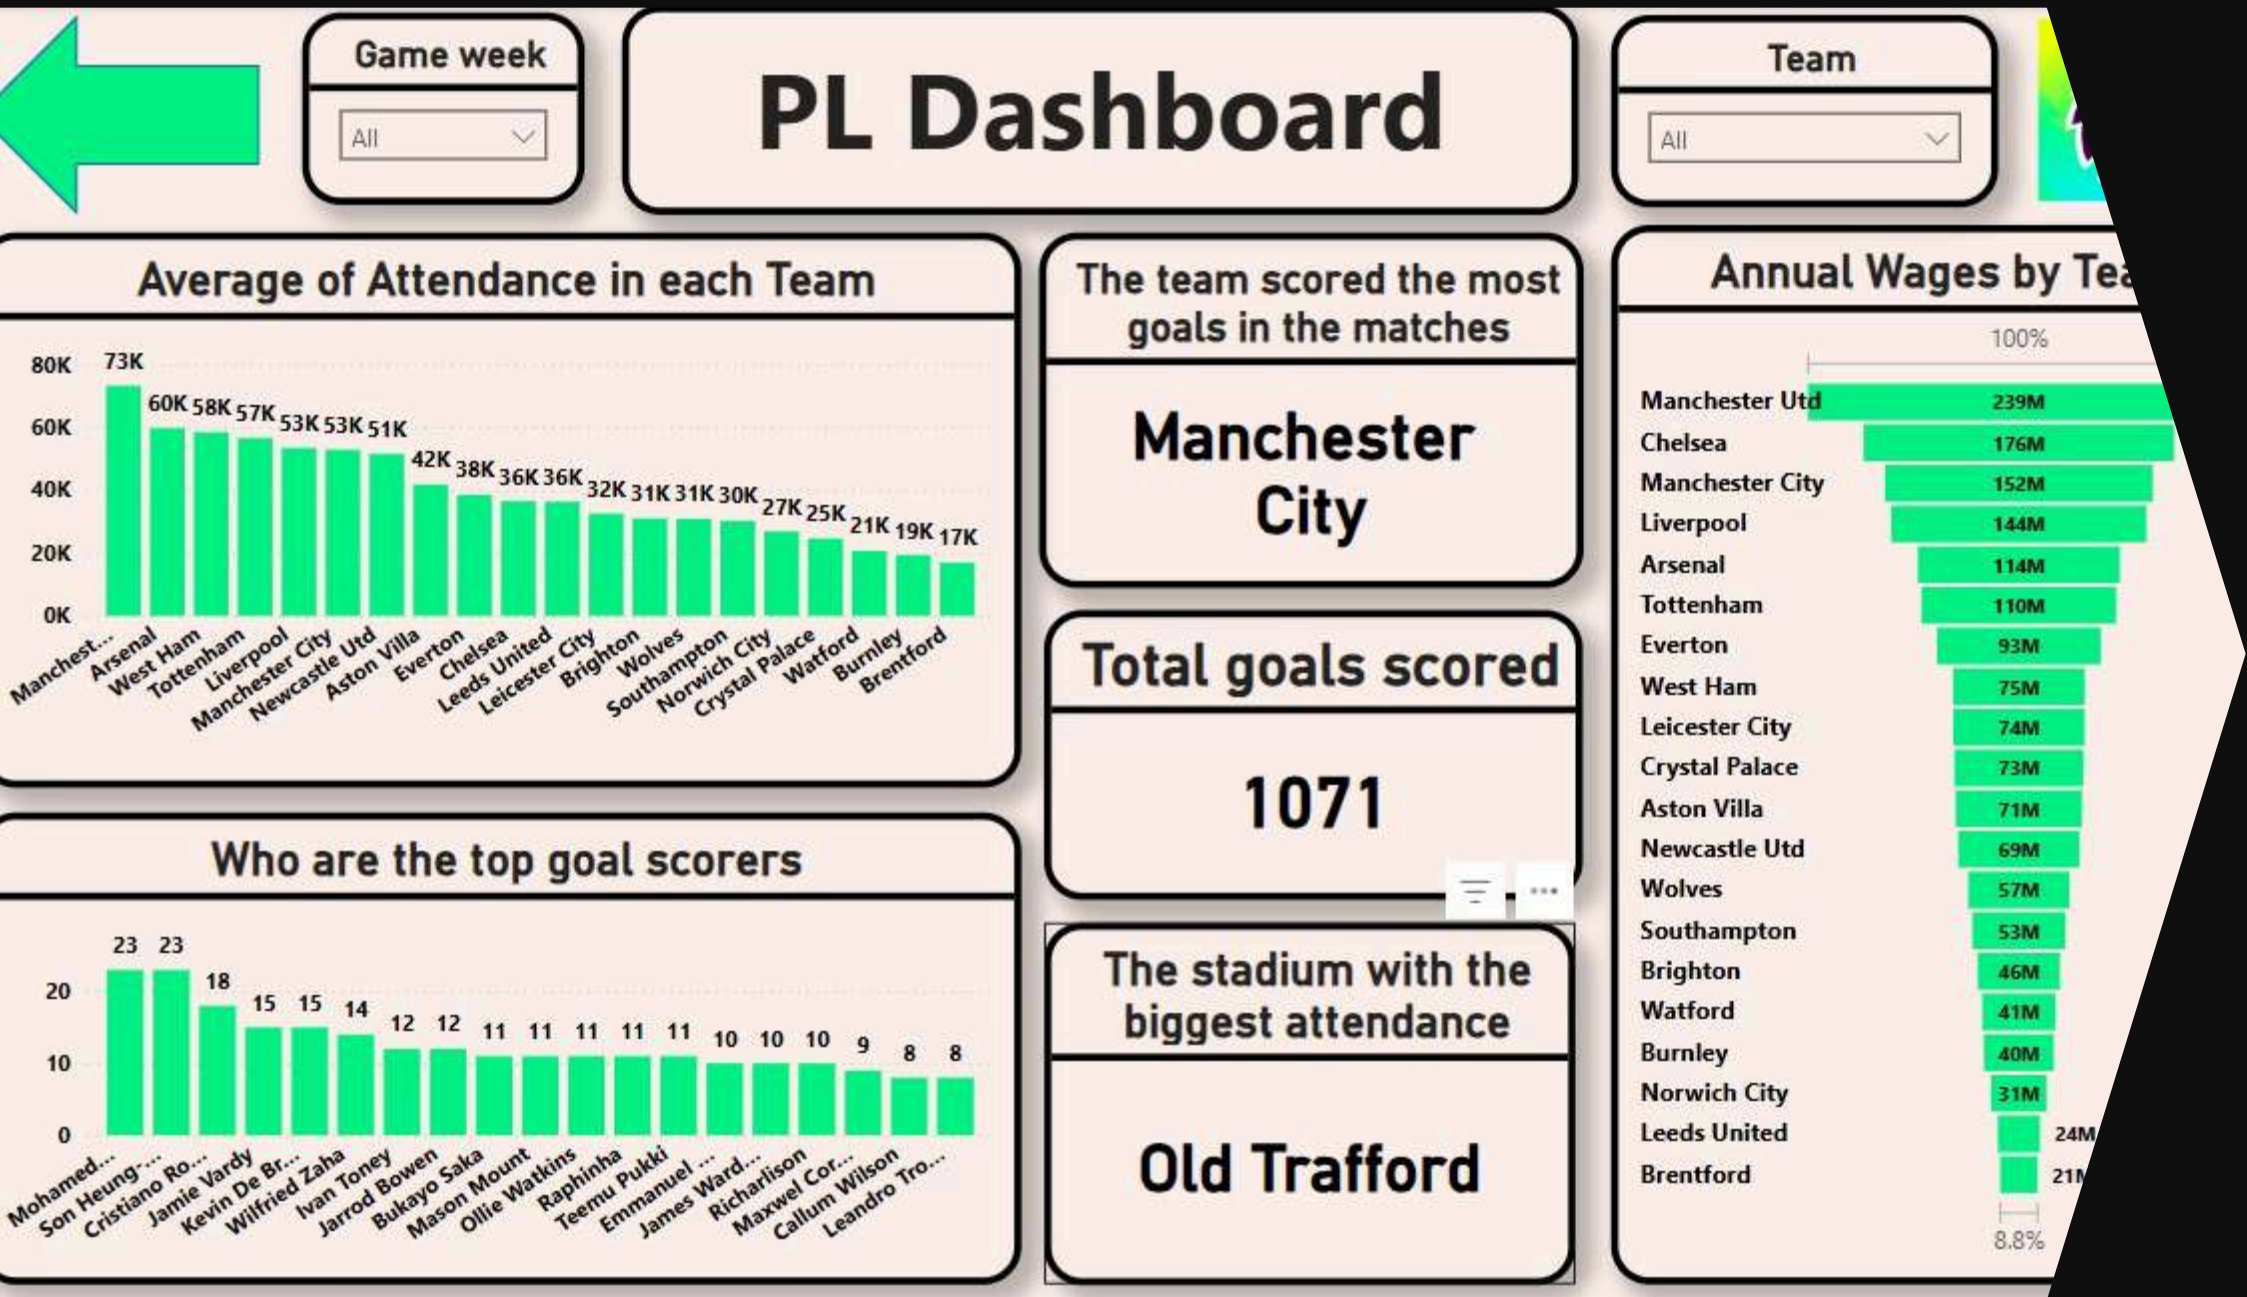 Game week
All
PL Dashboard
Team
All
Average of Attendance in each Team
80K
60K
40K
20K
0K
73K
60K
58K
57K
53K
53K
51K
42K
38K
36K
36K
32K
31K
31K
30K
27K
25K
21K
19K
17K
Manchest...
Arsenal
West Ham
Tottenham
Liverpool
Manchester City
Newcastle Utd
Aston Villa
Everton
Chelsea
Leeds United
Leicester City
Brighton
Wolves
Southampton
Norwich City
Crystal Palace
Watford
Burnley
Brentford
Who are the top goal scorers
20
10
0
23
23
18
15
15
14
12
12
11
11
11
11
11
10
10
10
9
8
8
Mohamed...
Son Heung-...
Cristiano Ro...
Jamie Vardy
Kevin De Br...
Wilfried Zaha
Ivan Toney
Jarrod Bowen
Bukayo Saka
Mason Mount
Ollie Watkins
Raphinha
Teemu Pukki
Emmanuel ...
James Ward...
Richarlison
Maxwel Cor...
Callum Wilson
Leandro Tro...
The team scored the most
goals in the matches
Manchester
City
Total goals scored
1071
The stadium with the
biggest attendance
Old Trafford
Annual Wages by Tea
100%
Manchester Utd 239M
Chelsea 176M
Manchester City 152M
Liverpool 144M
Arsenal 114M
Tottenham 110M
Everton 93M
West Ham 75M
Leicester City 74M
Crystal Palace 73M
Aston Villa 71M
Newcastle Utd 69M
Wolves 57M
Southampton 53M
Brighton 46M
Watford 41M
Burnley 40M
Norwich City 31M
Leeds United 24M
Brentford 21M
8.8%